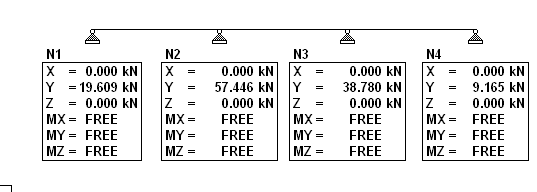 N1 N2 N3 N4
X = 0.000 kN X = 0.000 kN X = 0.000 kN X = 0.000 kN
Y = 19.609 kN Y = 57.446 kN Y = 38.780 kN Y = 9.165 kN
Z = 0.000 kN Z = 0.000 kN Z = 0.000 kN Z = 0.000 kN
MX = FREE MX = FREE MX = FREE MX = FREE
MY = FREE MY = FREE MY = FREE MY = FREE
MZ = FREE MZ = FREE MZ = FREE MZ = FREE